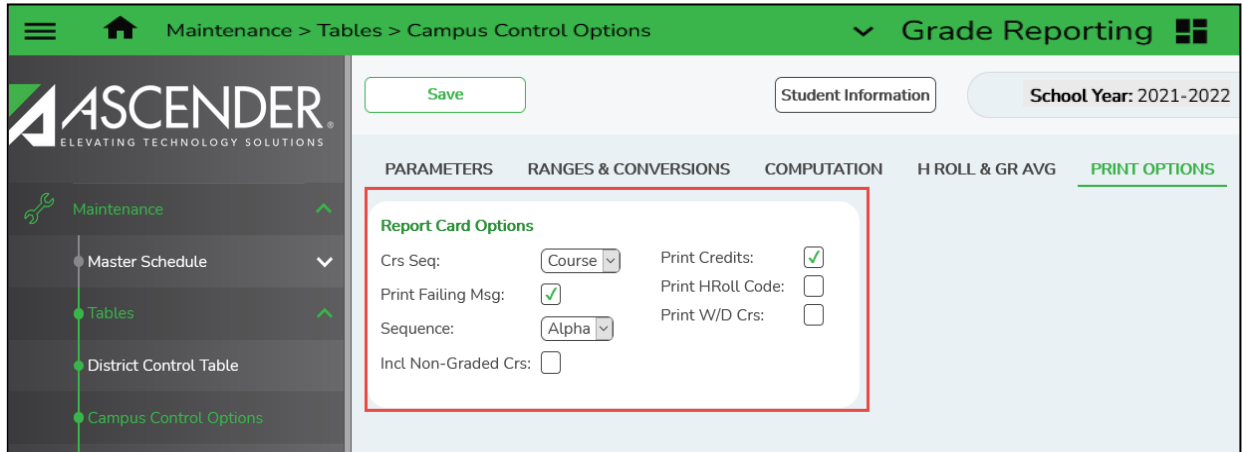 Maintenance > Tables > Campus Control Options
Grade Reporting
ASCENDER®
ELEVATING TECHNOLOGY SOLUTIONS
Save
Student Information
School Year: 2021-2022
PARAMETERS
RANGES & CONVERSIONS
COMPUTATION
H ROLL & GR AVG
PRINT OPTIONS
Maintenance
Master Schedule
Tables
District Control Table
Campus Control Options
Report Card Options
Crs Seq: Course
Print Failing Msg:
Sequence: Alpha
Incl Non-Graded Crs:
Print Credits:
Print HRoll Code:
Print W/D Crs: